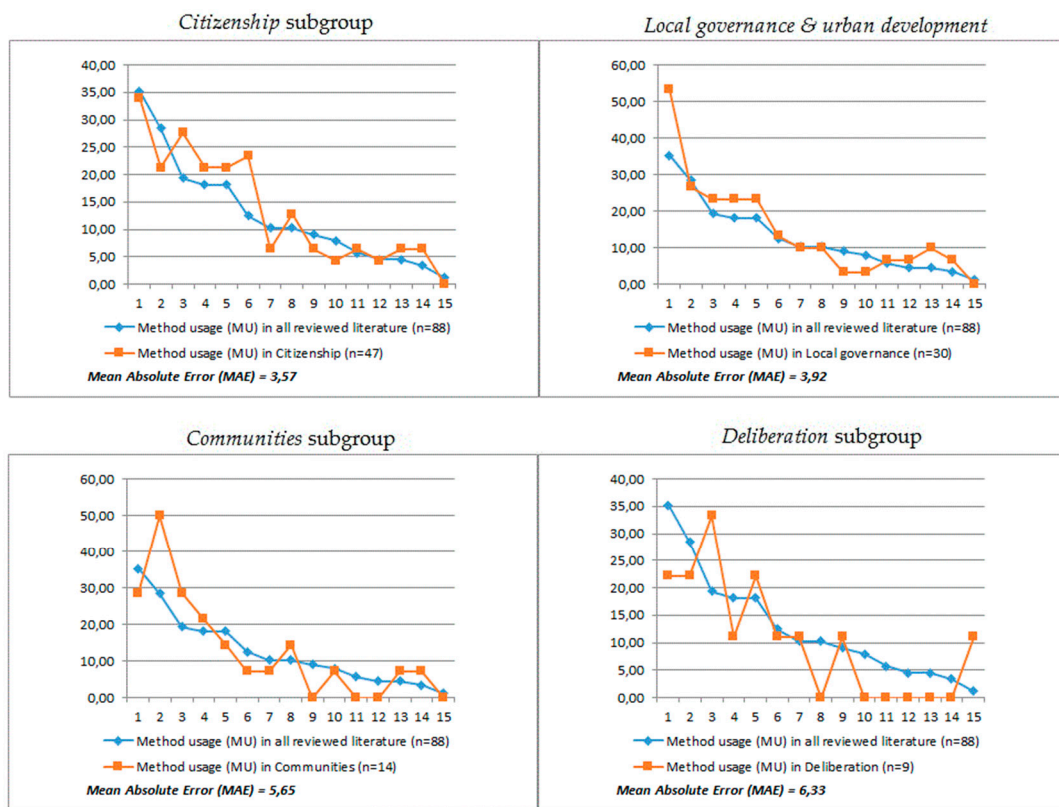 Citizenship subgroup
40,00
35,00
30,00
25,00
20,00
15,00
10,00
5,00
0,00
1 2 3 4 5 6 7 8 9 10 11 12 13 14 15
Method usage (MU) in all reviewed literature (n=88)
Method usage (MU) in Citizenship (n=47)
Mean Absolute Error (MAE) = 3,57
Local governance & urban development
60,00
50,00
40,00
30,00
20,00
10,00
0,00
1 2 3 4 5 6 7 8 9 10 11 12 13 14 15
Method usage (MU) in all reviewed literature (n=88)
Method usage (MU) in Local governance (n=30)
Mean Absolute Error (MAE) = 3,92
Communities subgroup
60,00
50,00
40,00
30,00
20,00
10,00
0,00
1 2 3 4 5 6 7 8 9 10 11 12 13 14 15
Method usage (MU) in all reviewed literature (n=88)
Method usage (MU) in Communities (n=14)
Mean Absolute Error (MAE) = 5,65
Deliberation subgroup
40,00
35,00
30,00
25,00
20,00
15,00
10,00
5,00
0,00
1 2 3 4 5 6 7 8 9 10 11 12 13 14 15
Method usage (MU) in all reviewed literature (n=88)
Method usage (MU) in Deliberation (n=9)
Mean Absolute Error (MAE) = 6,33